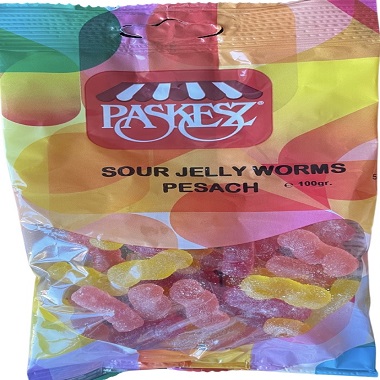 PASKESZ®
SOUR JELLY WORMS
PESACH ℮ 100gr.